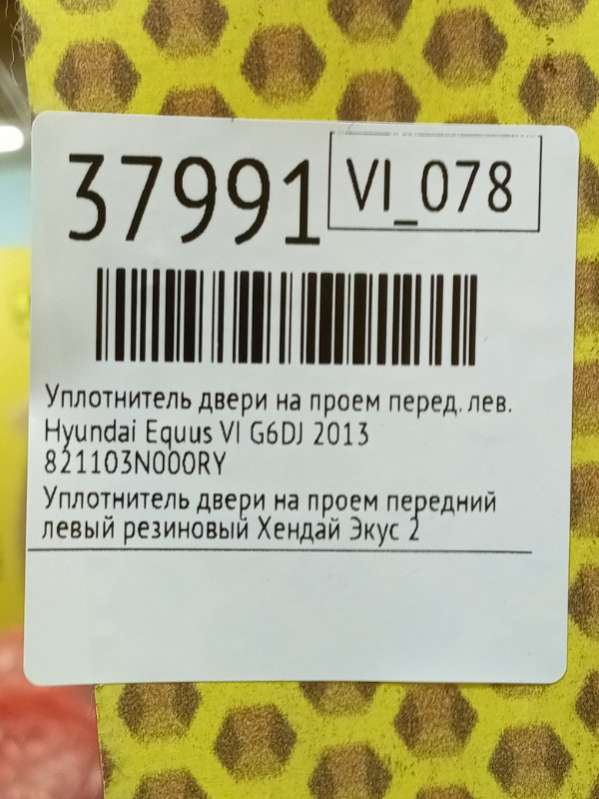 37991
VI_078
Уплотнитель двери на проем перед. лев.
Hyundai Equus VI G6DJ 2013
821103N000RY
Уплотнитель двери на проем передний
левый резиновый Хендай Экус 2